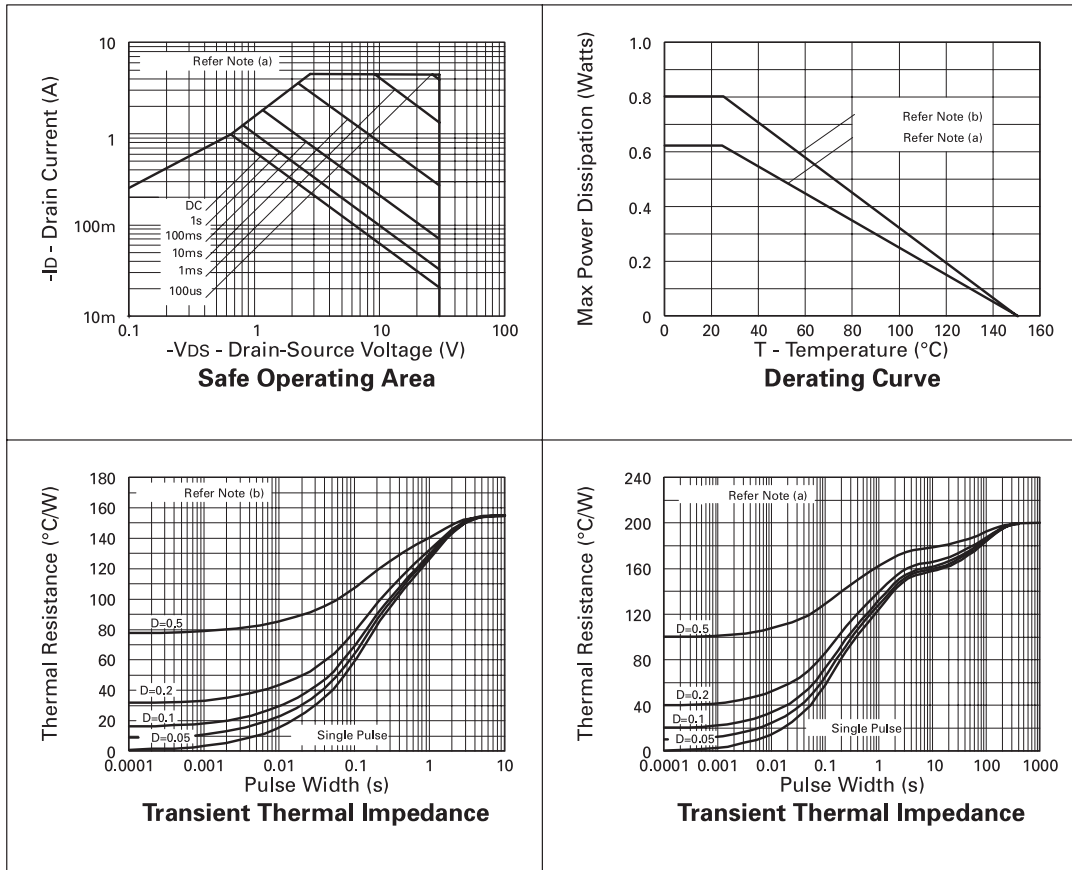 10
1
100m
10m
0.1
1
10
100
Refer Note (a)
DC
1s
100ms
10ms
1ms
100us
-ID - Drain Current (A)
-VDS - Drain-Source Voltage (V)
Safe Operating Area
1.0
0.8
0.6
0.4
0.2
0
0
20
40
60
80
100
120
140
160
Refer Note (b)
Refer Note (a)
Max Power Dissipation (Watts)
T - Temperature (°C)
Derating Curve
180
160
140
120
100
80
60
40
20
0
0.0001
0.001
0.01
0.1
1
10
Refer Note (b)
D=0.5
D=0.2
D=0.1
D=0.05
Single Pulse
Thermal Resistance (°C/W)
Pulse Width (s)
Transient Thermal Impedance
240
200
160
120
80
40
0
0.0001
0.001
0.01
0.1
1
10
100
1000
Refer Note (a)
D=0.5
D=0.2
D=0.1
D=0.05
Single Pulse
Thermal Resistance (°C/W)
Pulse Width (s)
Transient Thermal Impedance